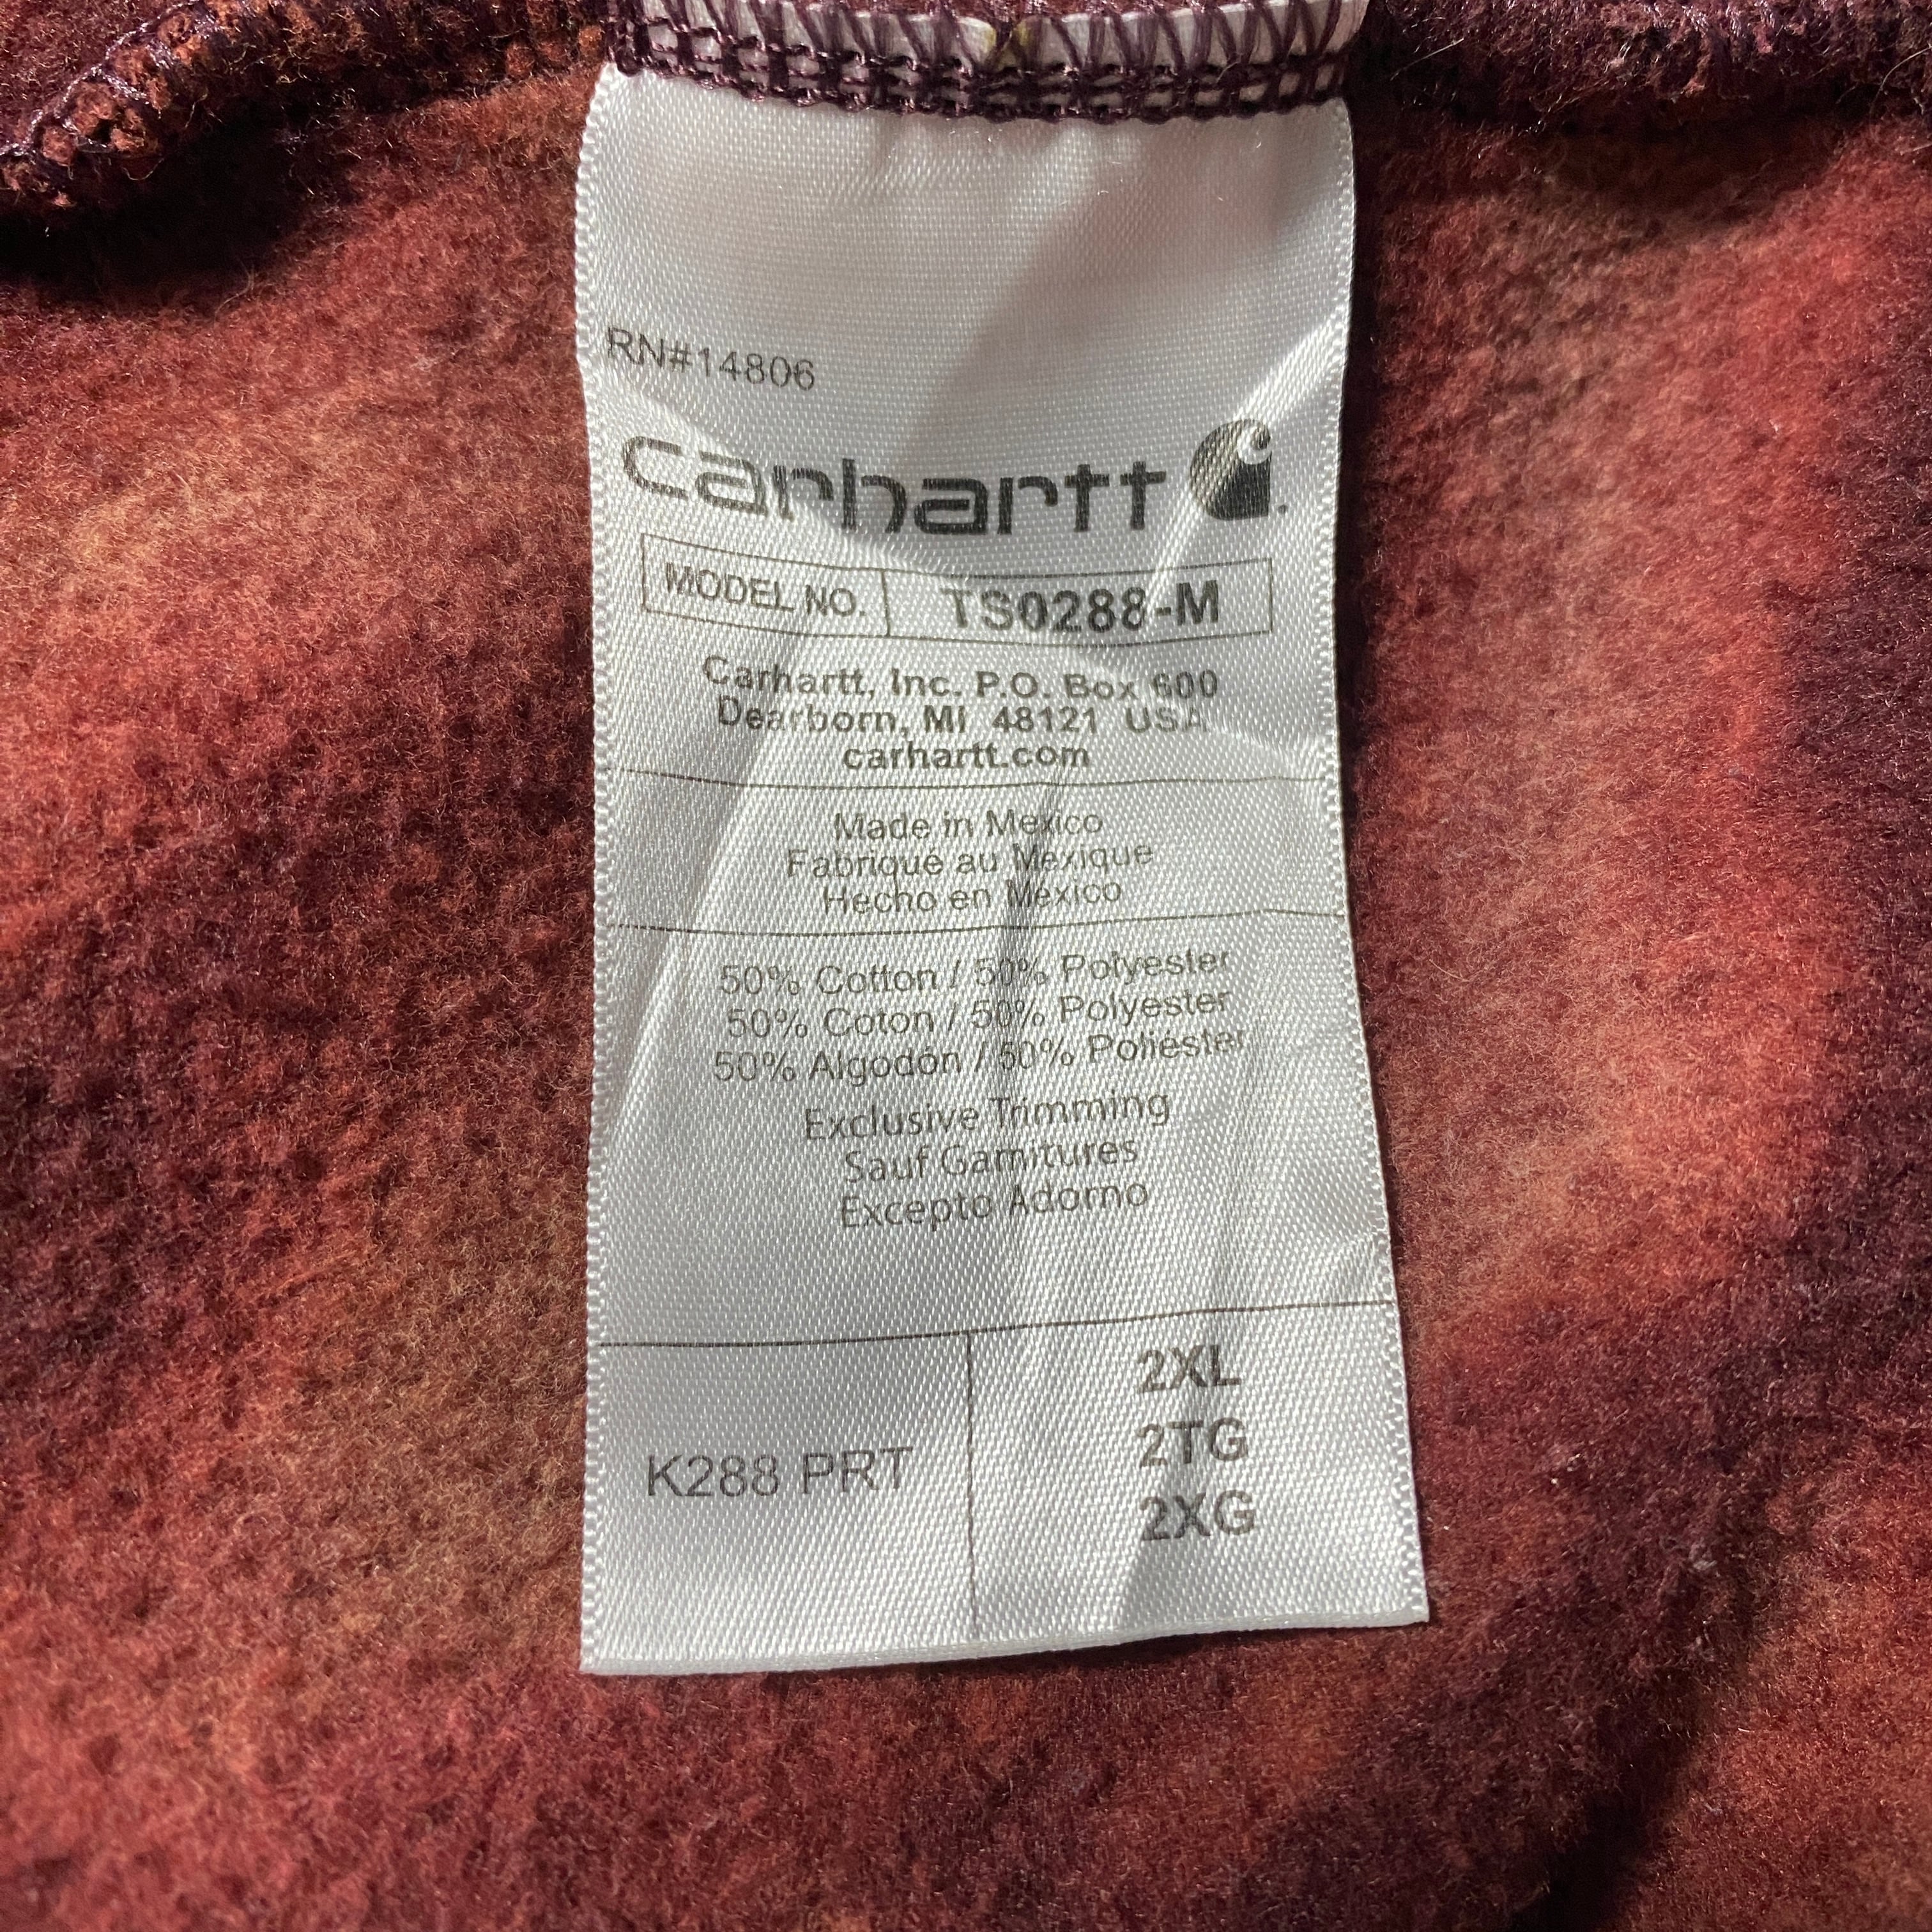 RN#14806
carhartt
MODEL NO. TS0288-M
Carhartt, Inc. P.O. Box 600
Dearborn, MI 48121 USA
carhartt.com
Made in Mexico
Fabriqué au Mexique
Hecho en México
50% Cotton / 50% Polyester
50% Coton / 50% Polyester
50% Algodón / 50% Poliéster
Exclusive Trimming
Sauf Garnitures
Excepto Adorno
K288 PRT
2XL
2TG
2XG